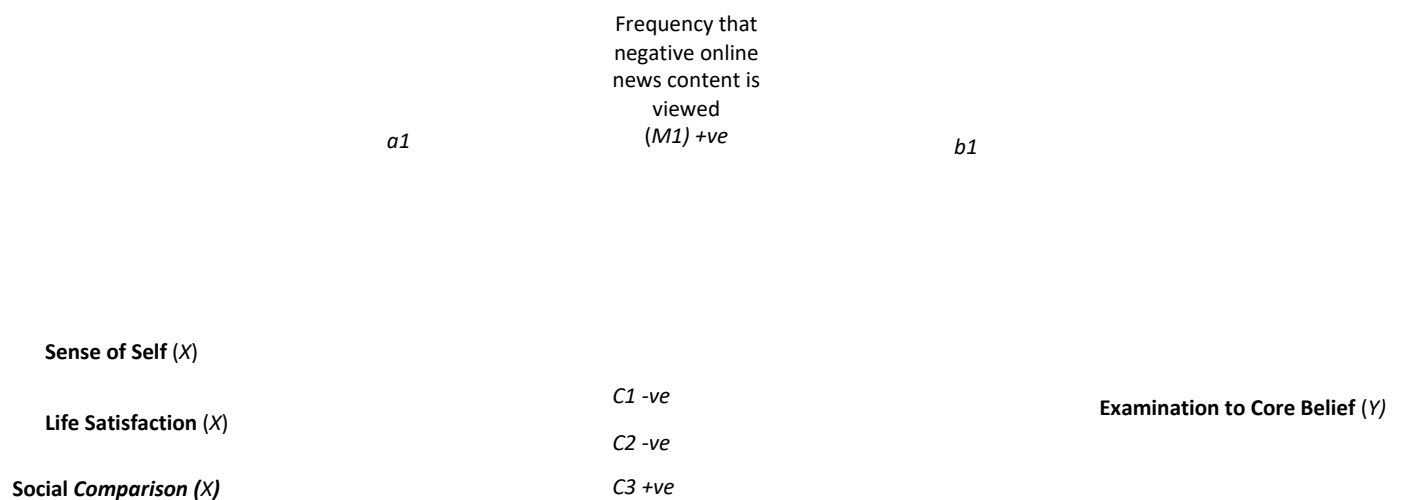 Frequency that
negative online
news content is
viewed
(M1) +ve
a1
b1
Sense of Self (X)
C1 -ve
Examination to Core Belief (Y)
Life Satisfaction (X)
C2 -ve
Social Comparison (X)
C3 +ve